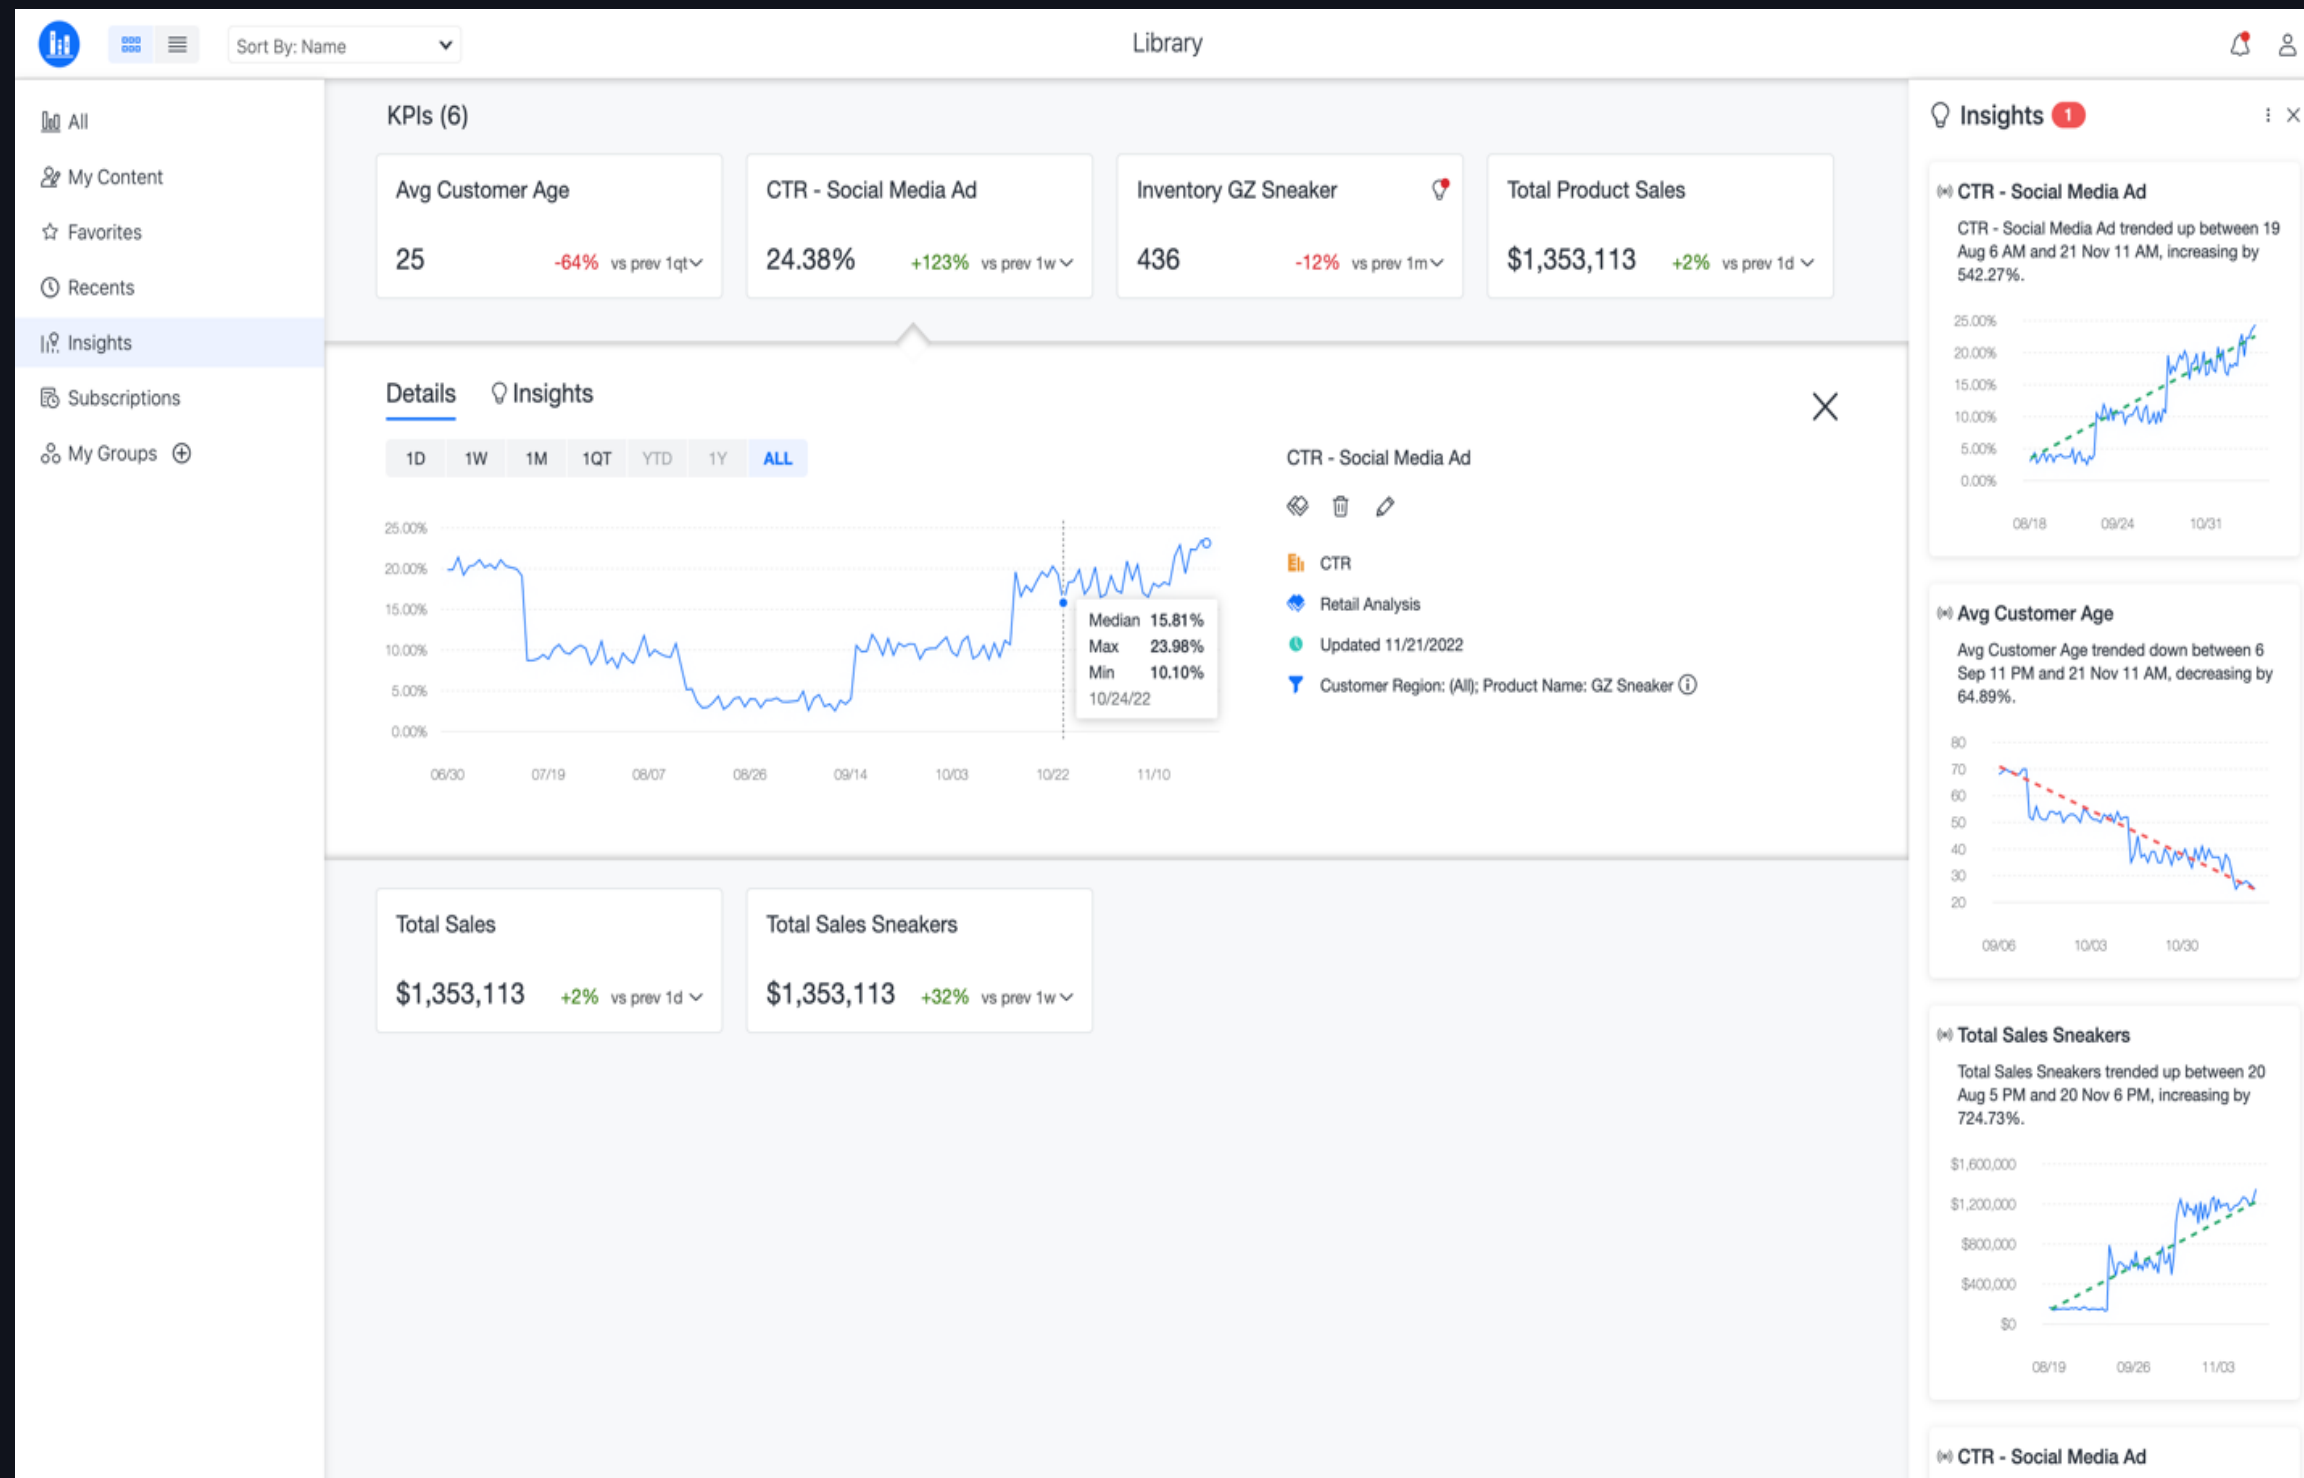 Sort By: Name
Library
All
My Content
Favorites
Recents
Insights
Subscriptions
My Groups
KPIs (6)
Avg Customer Age
25 -64% vs prev 1qt
CTR - Social Media Ad
24.38% +123% vs prev 1w
Inventory GZ Sneaker
436 -12% vs prev 1m
Total Product Sales
$1,353,113 +2% vs prev 1d
Details Insights
1D 1W 1M 1QT YTD 1Y ALL
25.00%
20.00%
15.00%
10.00%
5.00%
0.00%
06/30 07/19 08/07 08/26 09/14 10/03 10/22 11/10
Median 15.81%
Max 23.98%
Min 10.10%
10/24/22
CTR - Social Media Ad
CTR
Retail Analysis
Updated 11/21/2022
Customer Region: (All); Product Name: GZ Sneaker
Total Sales
$1,353,113 +2% vs prev 1d
Total Sales Sneakers
$1,353,113 +32% vs prev 1w
Insights 1
CTR - Social Media Ad
CTR - Social Media Ad trended up between 19
Aug 6 AM and 21 Nov 11 AM, increasing by
542.27%.
25.00%
20.00%
15.00%
10.00%
5.00%
0.00%
08/18 09/24 10/31
Avg Customer Age
Avg Customer Age trended down between 6
Sep 11 PM and 21 Nov 11 AM, decreasing by
64.89%.
80
70
60
50
40
30
20
09/06 10/03 10/30
Total Sales Sneakers
Total Sales Sneakers trended up between 20
Aug 5 PM and 20 Nov 6 PM, increasing by
724.73%.
$1,600,000
$1,200,000
$800,000
$400,000
$0
08/19 09/26 11/03
CTR - Social Media Ad